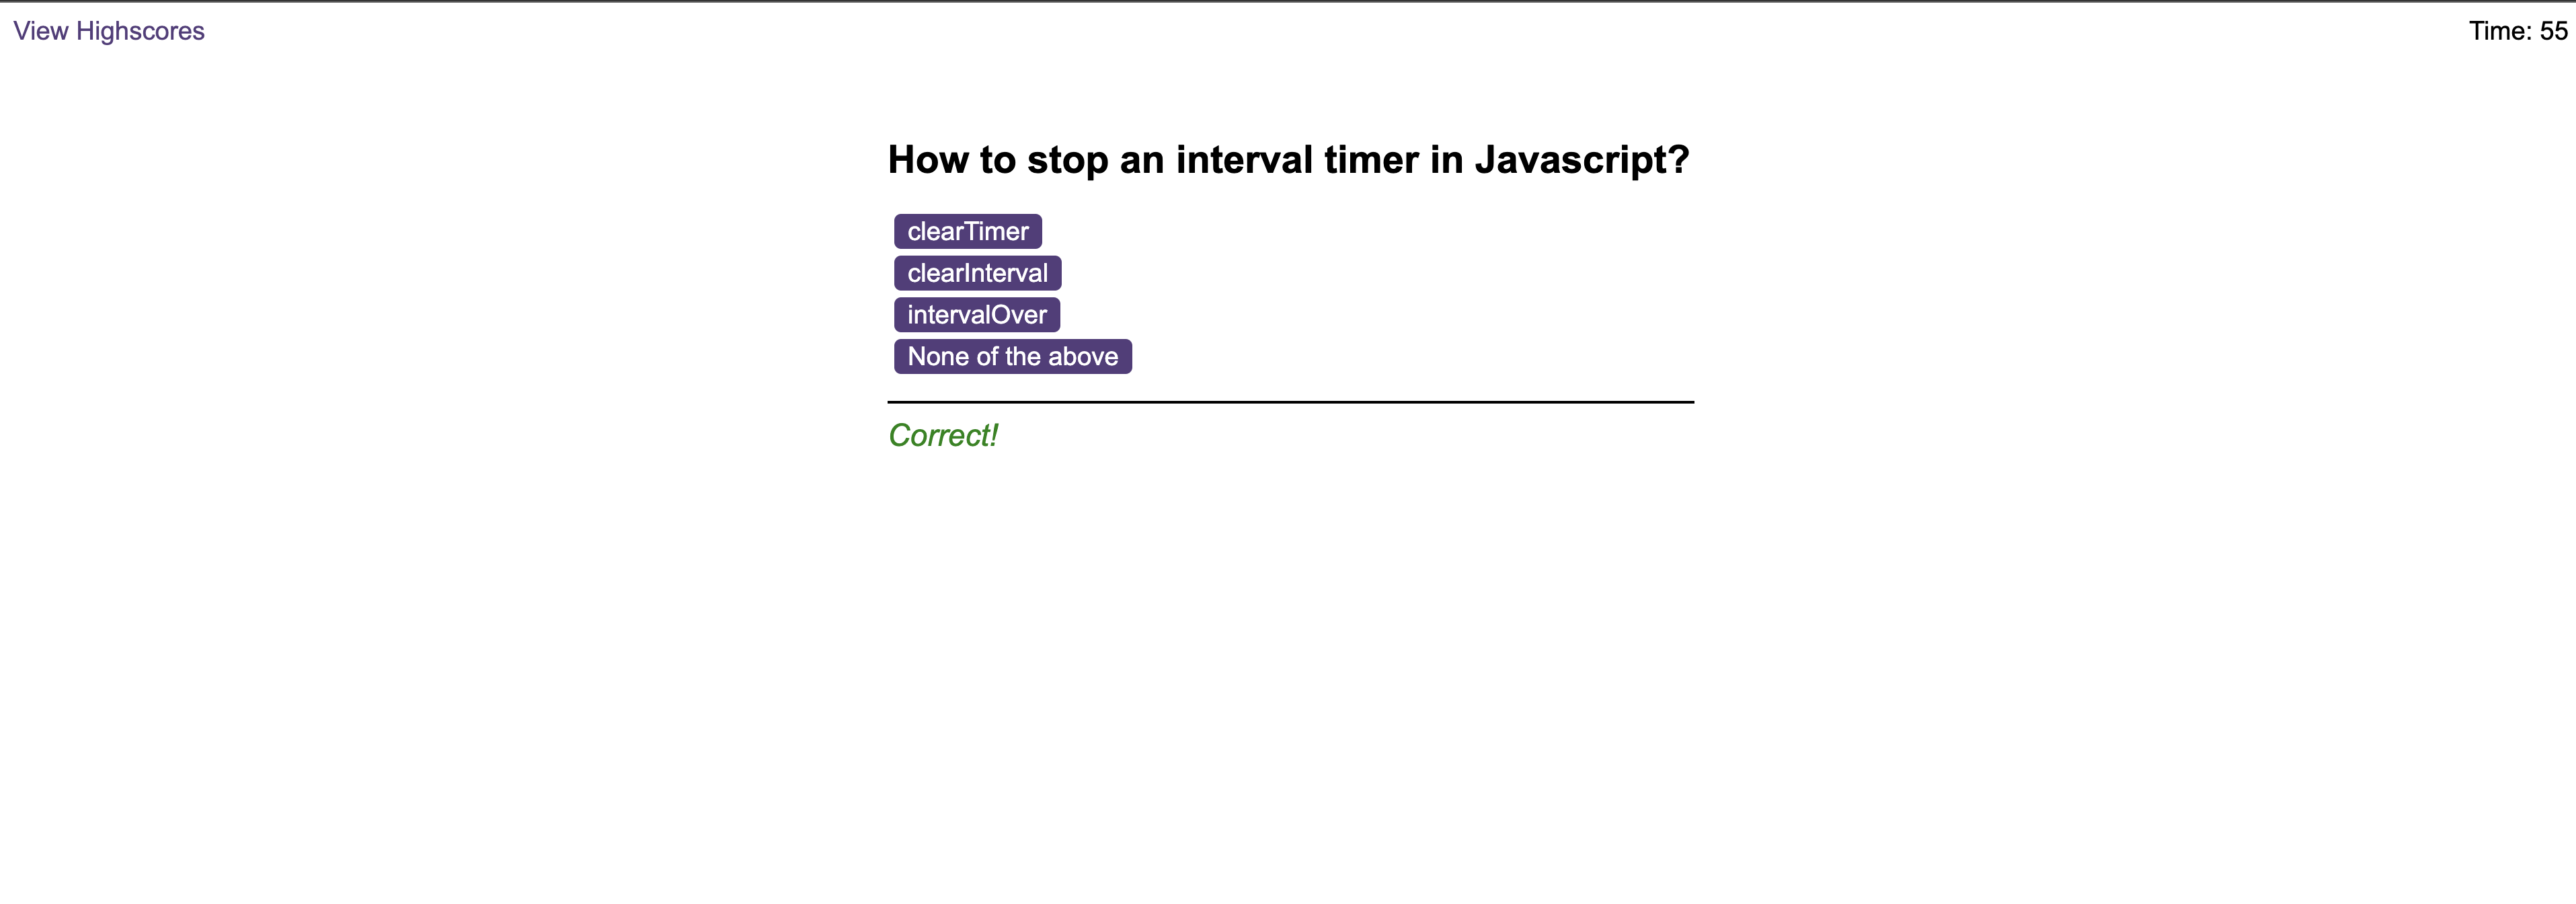 View Highscores
Time: 55
How to stop an interval timer in Javascript?
clearTimer
clearInterval
intervalOver
None of the above
Correct!